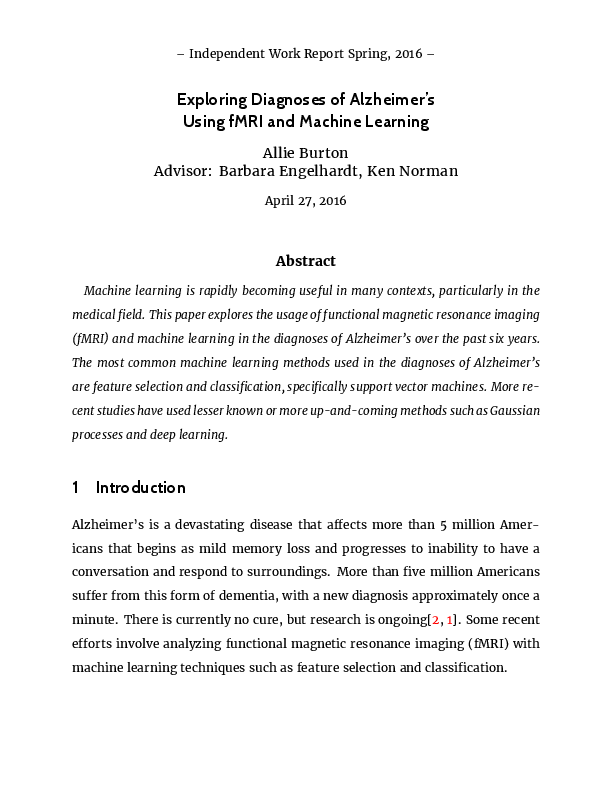 – Independent Work Report Spring, 2016 –
Exploring Diagnoses of Alzheimer's
Using fMRI and Machine Learning
Allie Burton
Advisor: Barbara Engelhardt, Ken Norman
April 27, 2016
Abstract
Machine learning is rapidly becoming useful in many contexts, particularly in the
medical field. This paper explores the usage of functional magnetic resonance imaging
(fMRI) and machine learning in the diagnoses of Alzheimer's over the past six years.
The most common machine learning methods used in the diagnoses of Alzheimer's
are feature selection and classification, specifically support vector machines. More re-
cent studies have used lesser known or more up-and-coming methods such as Gaussian
processes and deep learning.
1 Introduction
Alzheimer's is a devastating disease that affects more than 5 million Amer-
icans that begins as mild memory loss and progresses to inability to have a
conversation and respond to surroundings. More than five million Americans
suffer from this form of dementia, with a new diagnosis approximately once a
minute. There is currently no cure, but research is ongoing[2, 1]. Some recent
efforts involve analyzing functional magnetic resonance imaging (fMRI) with
machine learning techniques such as feature selection and classification.